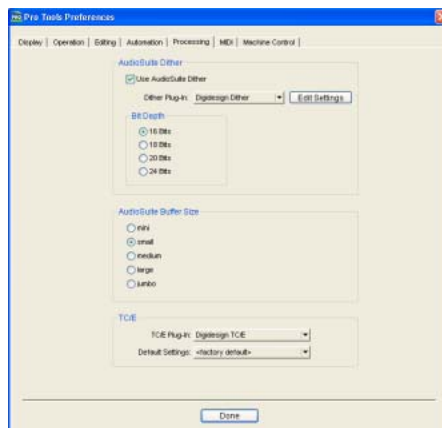 Pro Tools Preferences
Display Operation Editing Automation Processing MIDI Machine Control
AudioSuite Dither
Use AudioSuite Dither
Dither Plug-In: Digidesign Dither Edit Settings
Bit Depth
16 Bits
18 Bits
20 Bits
24 Bits
AudioSuite Buffer Size
mini
small
medium
large
jumbo
TC/E
TC/E Plug-In: Digidesign TC/E
Default Settings: <factory default>
Done